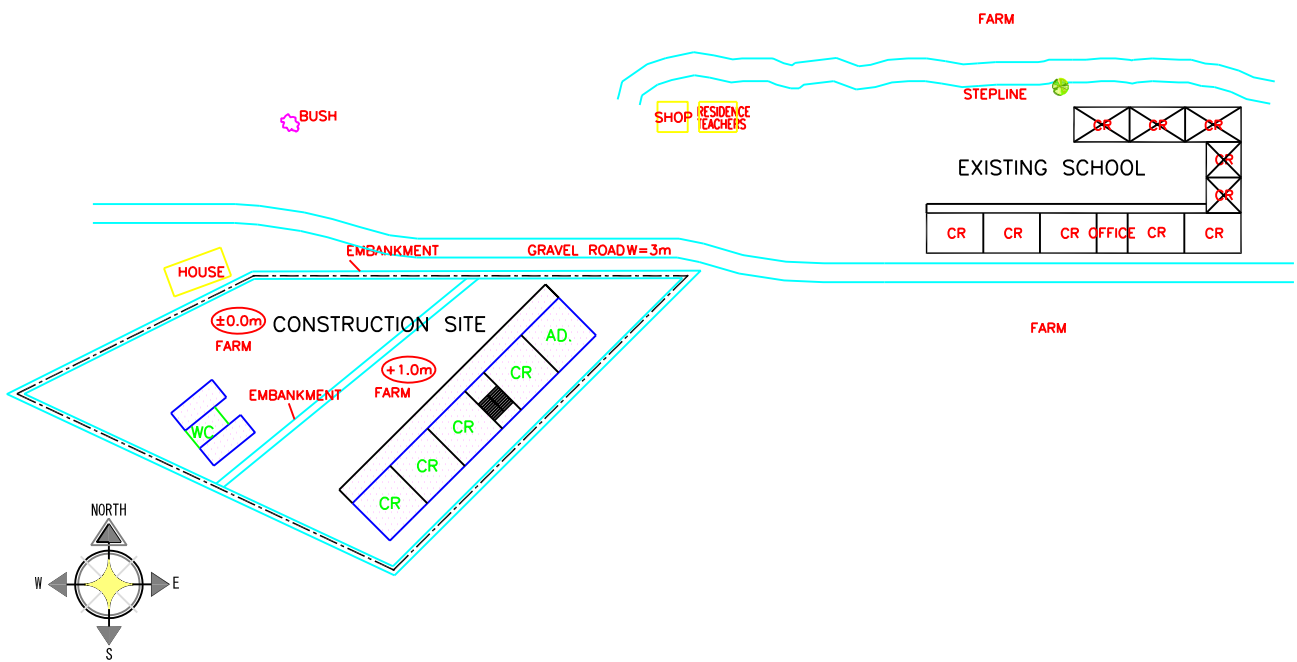 FARM
STEPLINE
BUSH
SHOP
RESIDENCE
TEACHERS
CR
CR
CR
CR
CR
EXISTING SCHOOL
CR
CR
CR
OFFICE
CR
CR
EMBANKMENT
GRAVEL ROAD W=3m
HOUSE
±0.0m
CONSTRUCTION SITE
FARM
FARM
AD.
+1.0m
FARM
CR
EMBANKMENT
CR
WC
CR
CR
NORTH
W
E
S